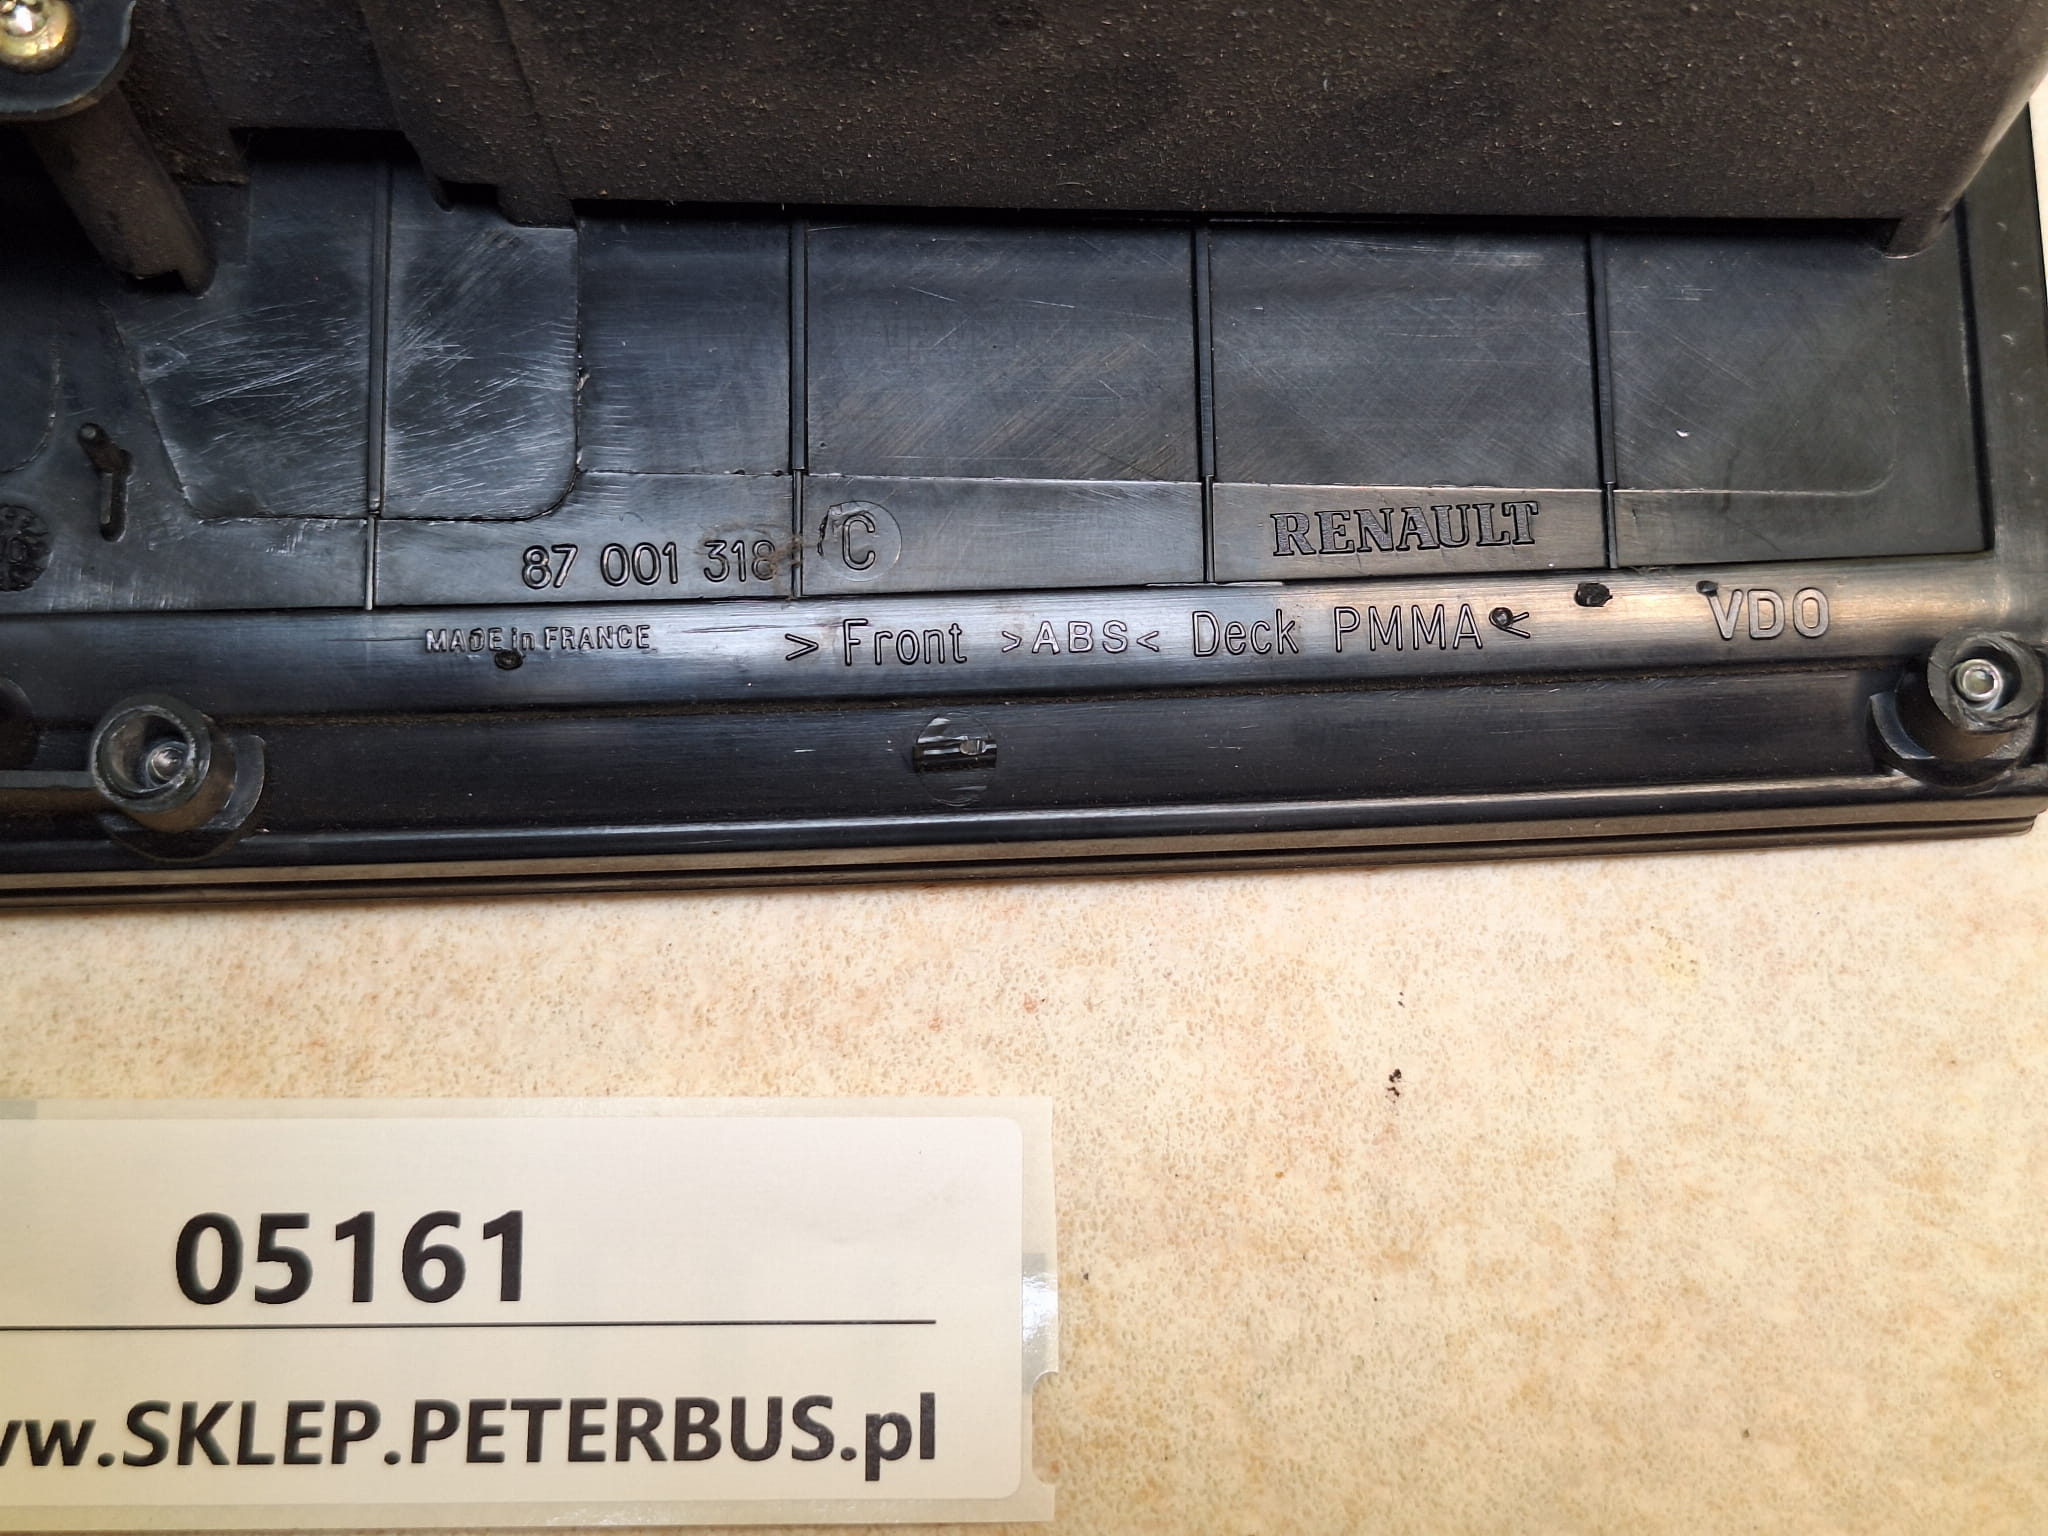 87 001 318 C
RENAULT
MADE in FRANCE > Front >ABS< Deck PMMA< VDO
05161
SKLEP.PETERBUS.pl